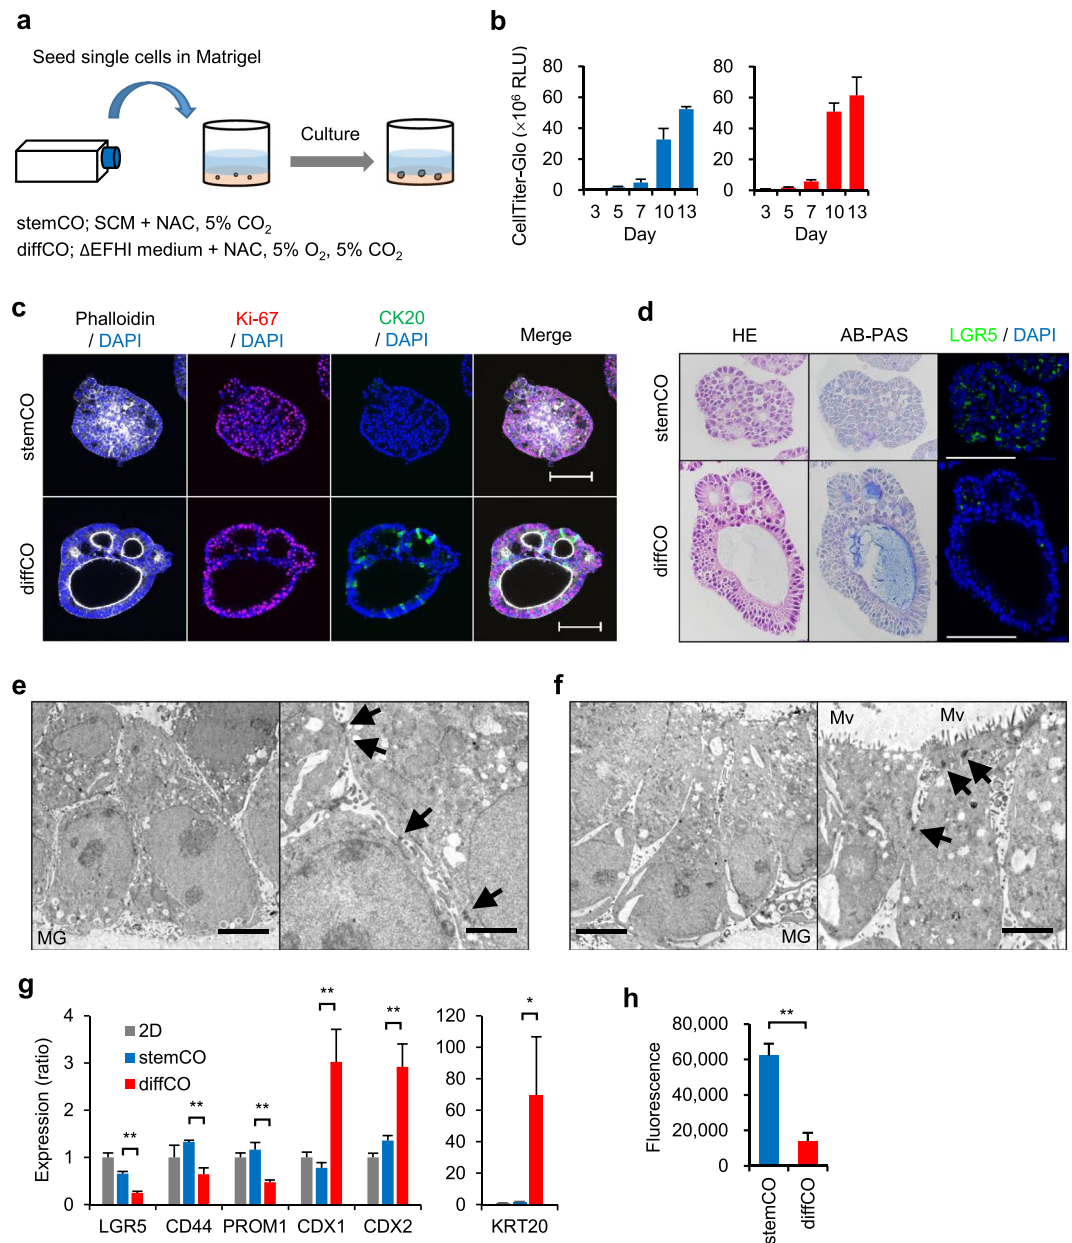 a
Seed single cells in Matrigel
Culture
stemCO; SCM + NAC, 5% CO2
diffCO; ΔEFHI medium + NAC, 5% O2, 5% CO2
b
CellTiter-Glo (×10⁶ RLU)
80
60
40
20
0
3 5 7 10 13
Day
80
60
40
20
0
3 5 7 10 13
Day
c
Phalloidin
/ DAPI
Ki-67
/ DAPI
CK20
/ DAPI
Merge
stemCO
diffCO
d
HE
AB-PAS
LGR5 / DAPI
stemCO
diffCO
e
MG
f
Mv
Mv
MG
g
Expression (ratio)
4
3
2
1
0
2D
stemCO
diffCO
**
**
**
**
**
LGR5 CD44 PROM1 CDX1 CDX2
120
100
80
60
40
20
0
*
KRT20
h
Fluorescence
80,000
60,000
40,000
20,000
0
**
stemCO
diffCO